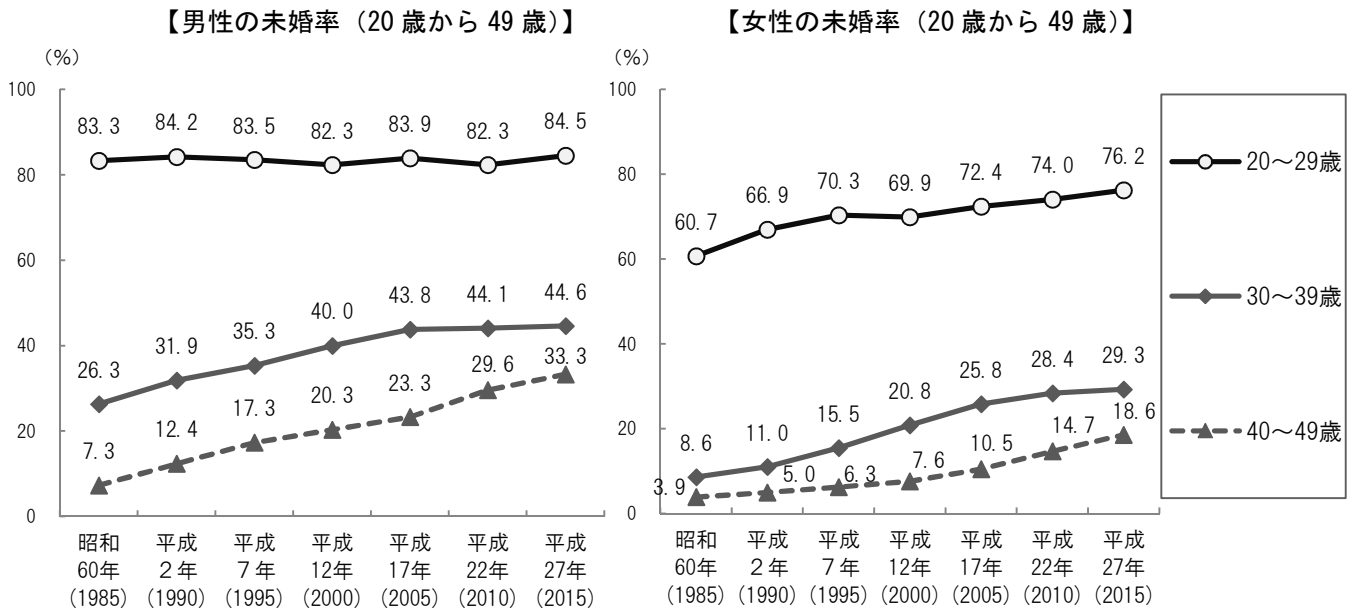 【男性の未婚率（20 歳から 49 歳）】
（%）
100
80
60
40
20
0
83.3 84.2 83.5 82.3 83.9 82.3 84.5
26.3 31.9 35.3 40.0 43.8 44.1 44.6
7.3 12.4 17.3 20.3 23.3 29.6 33.3
昭和 平成 平成 平成 平成 平成 平成
60年 2年 7年 12年 17年 22年 27年
(1985) (1990) (1995) (2000) (2005) (2010) (2015)
【女性の未婚率（20 歳から 49 歳）】
（%）
100
80
60
40
20
0
60.7 66.9 70.3 69.9 72.4 74.0 76.2
8.6 11.0 15.5 20.8 25.8 28.4 29.3
3.9 5.0 6.3 7.6 10.5 14.7 18.6
昭和 平成 平成 平成 平成 平成 平成
60年 2年 7年 12年 17年 22年 27年
(1985) (1990) (1995) (2000) (2005) (2010) (2015)
20～29歳
30～39歳
40～49歳